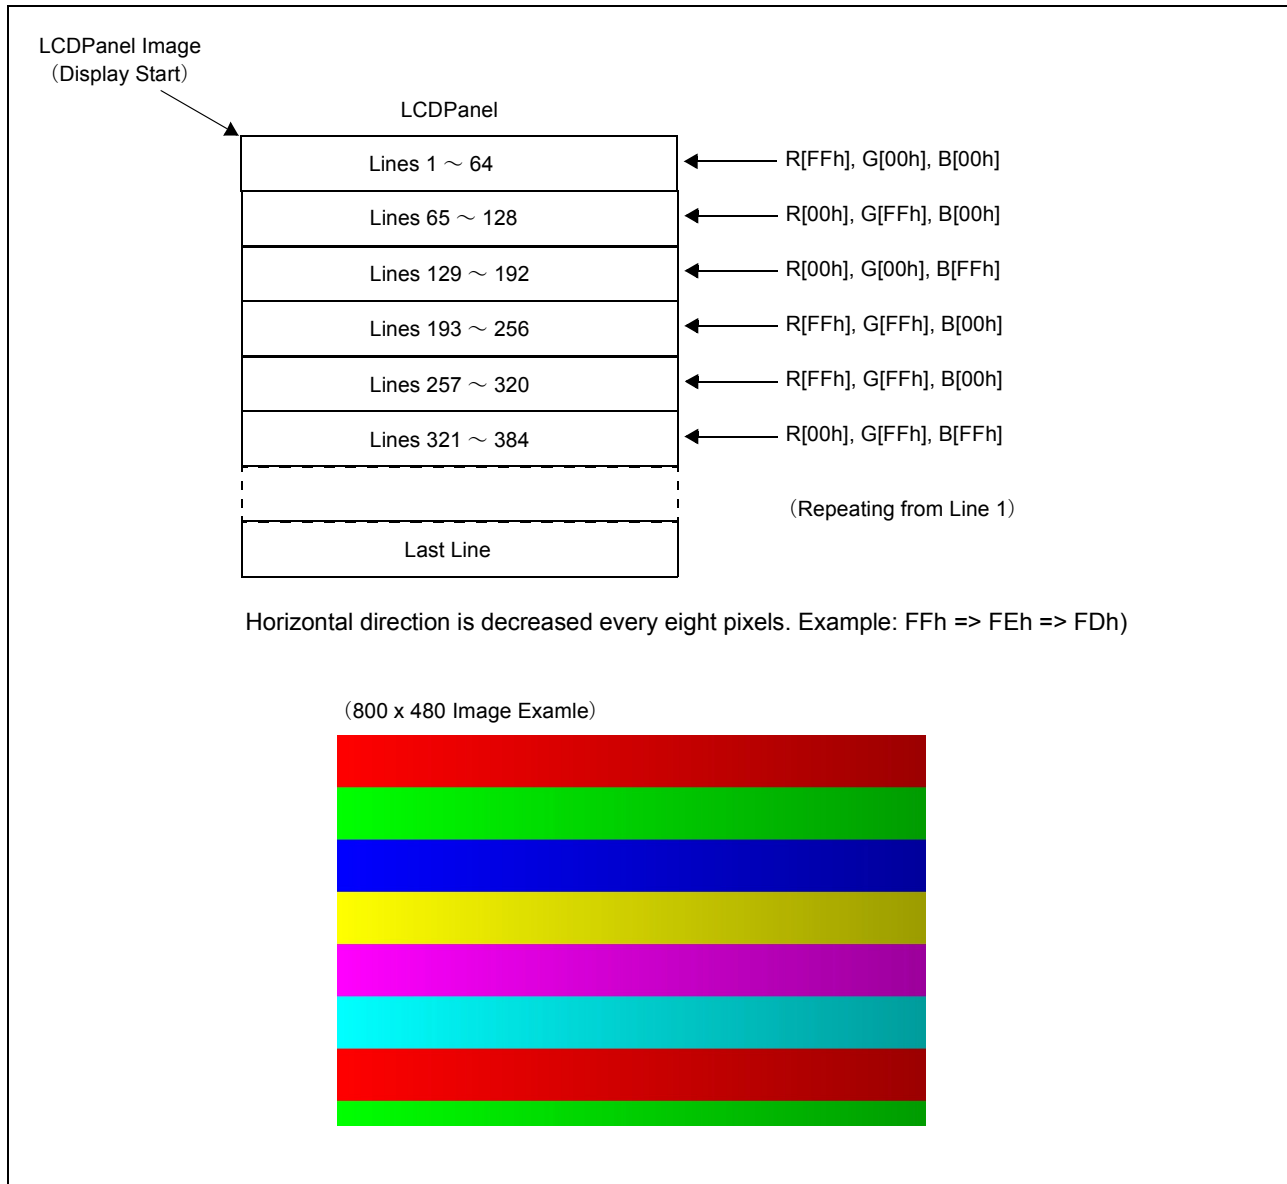 LCDPanel Image
（Display Start）
LCDPanel
Lines 1 ～ 64
R[FFh], G[00h], B[00h]
Lines 65 ～ 128
R[00h], G[FFh], B[00h]
Lines 129 ～ 192
R[00h], G[00h], B[FFh]
Lines 193 ～ 256
R[FFh], G[FFh], B[00h]
Lines 257 ～ 320
R[FFh], G[FFh], B[00h]
Lines 321 ～ 384
R[00h], G[FFh], B[FFh]
（Repeating from Line 1）
Last Line
Horizontal direction is decreased every eight pixels. Example: FFh => FEh => FDh)
（800 x 480 Image Examle）